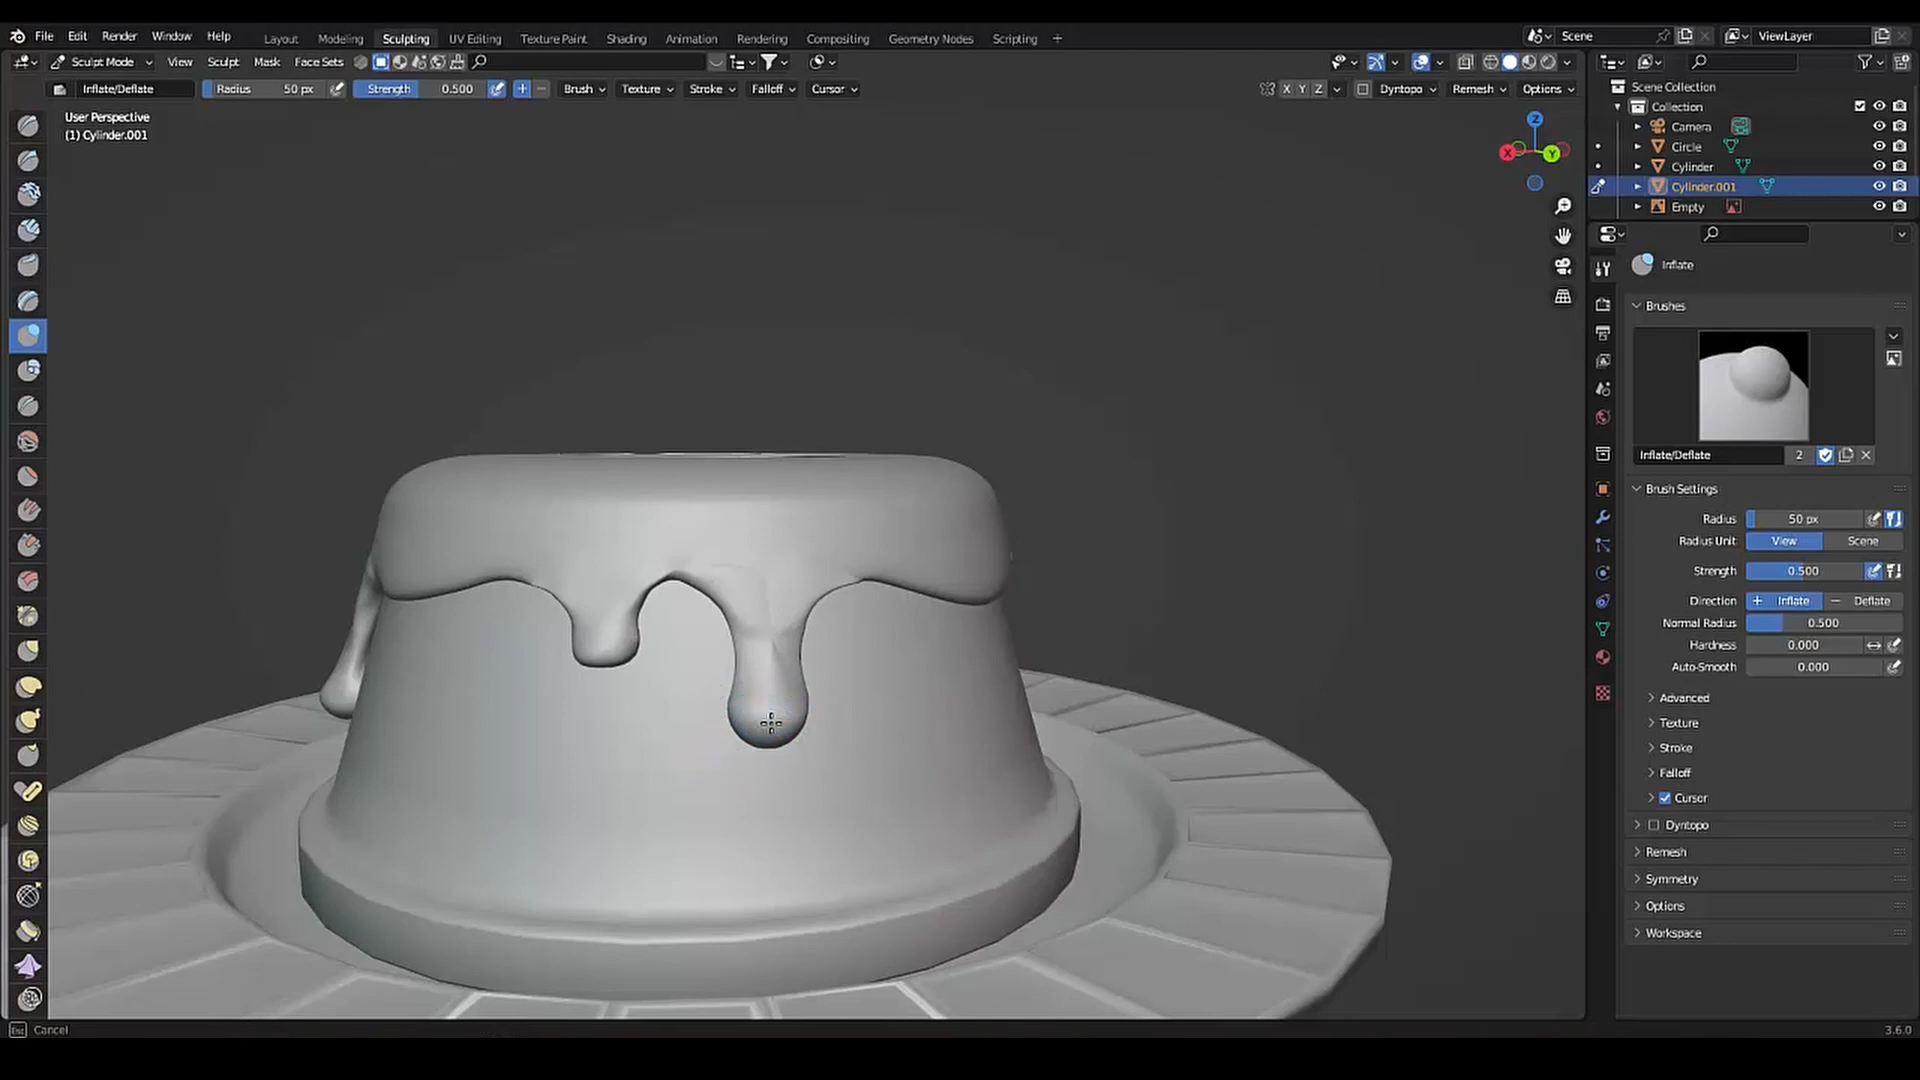 File Edit Render Window Help
Layout Modeling Sculpting UV Editing Texture Paint Shading Animation Rendering Compositing Geometry Nodes Scripting +
Scene
ViewLayer
Sculpt Mode View Sculpt Mask Face Sets
Inflate/Deflate Radius 50 px Strength 0.500 + − Brush Texture Stroke Falloff Cursor
X Y Z Dyntopo Remesh Options
User Perspective
(1) Cylinder.001
Z
X
Y
Scene Collection
Collection
Camera
Circle
Cylinder
Cylinder.001
Empty
Inflate
Brushes
Inflate/Deflate 2
Brush Settings
Radius 50 px
Radius Unit View Scene
Strength 0.500
Direction + Inflate − Deflate
Normal Radius 0.500
Hardness 0.000
Auto-Smooth 0.000
Advanced
Texture
Stroke
Falloff
Cursor
Dyntopo
Remesh
Symmetry
Options
Workspace
Esc Cancel
3.6.0